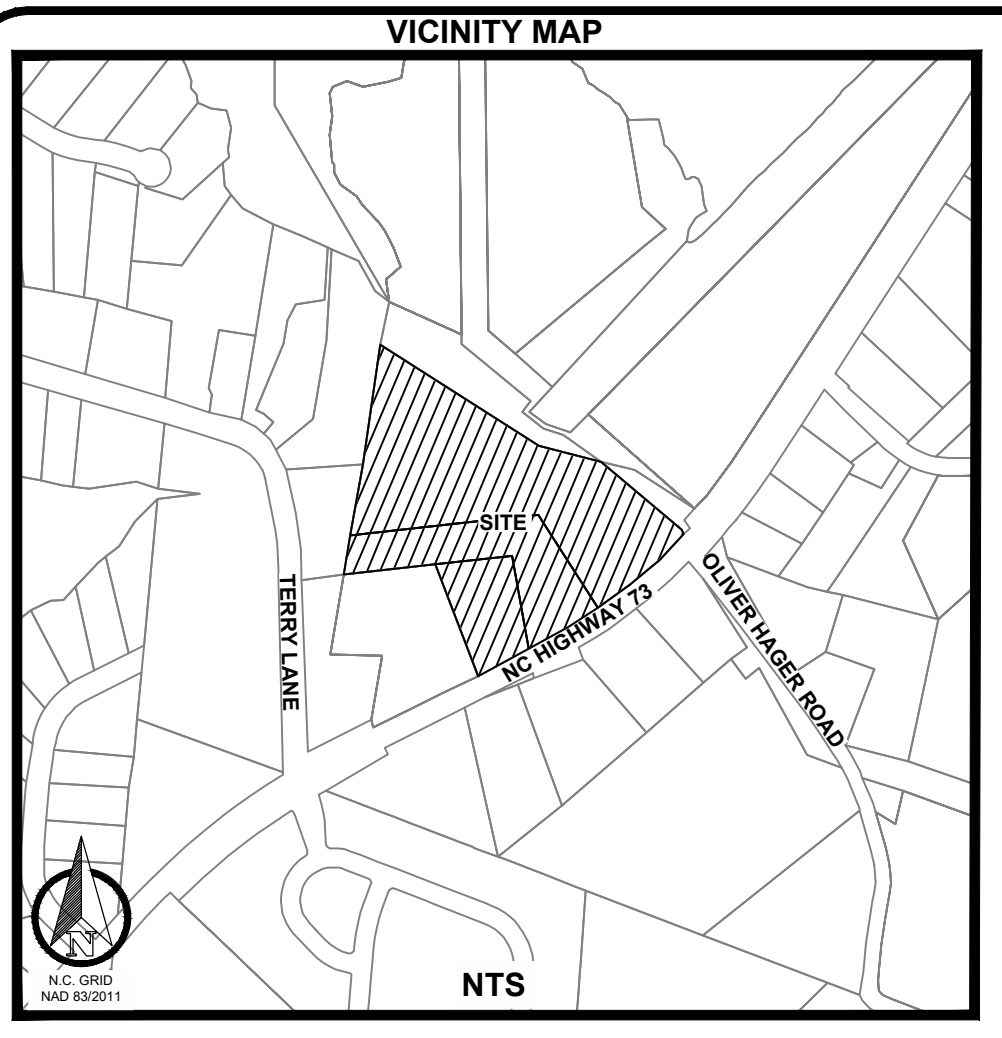 VICINITY MAP
SITE
NC HIGHWAY 73
OLIVER HAGER ROAD
TERRY LANE
N
N.C. GRID
NAD 83/2011
NTS